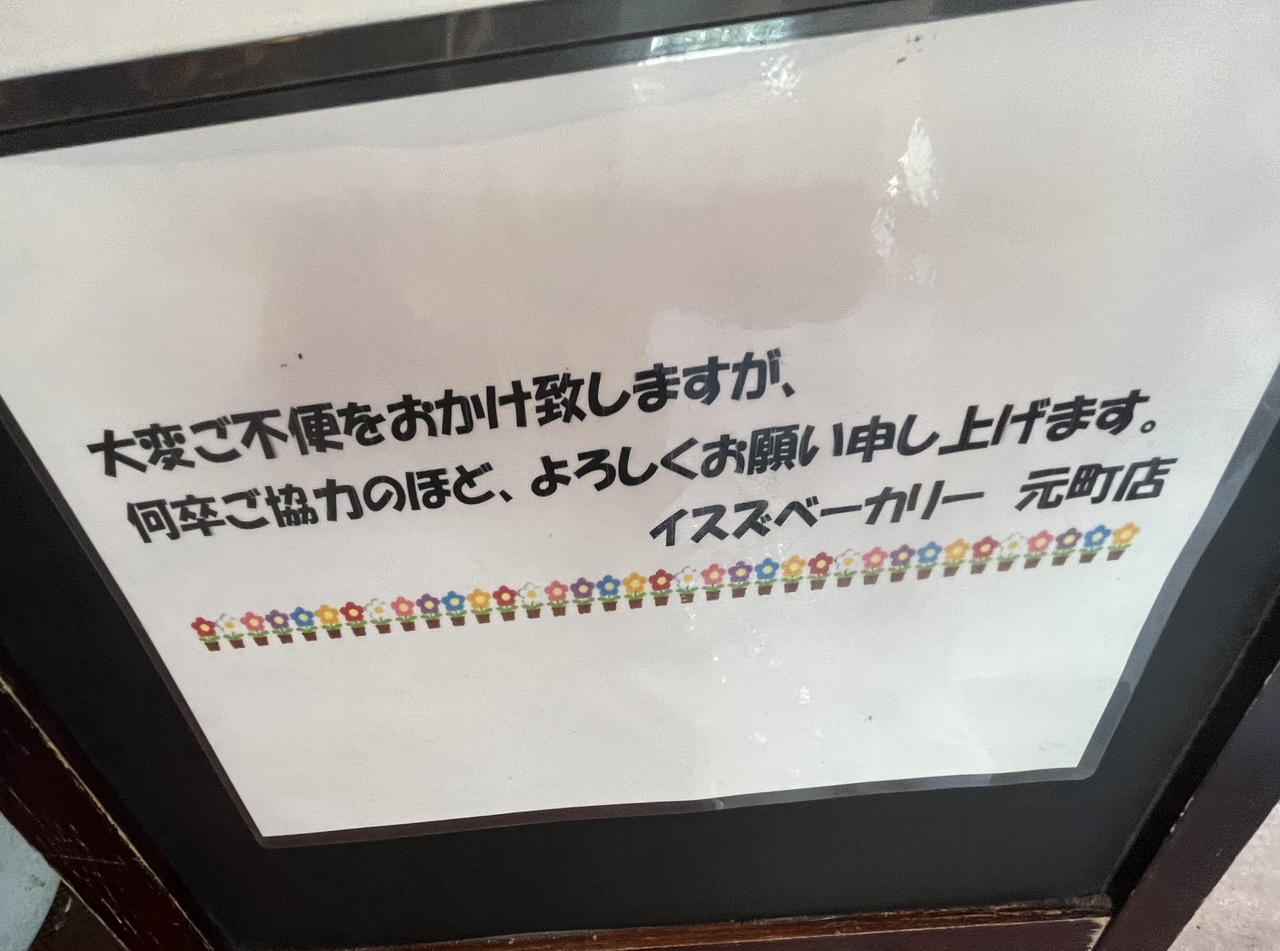 大変ご不便をおかけ致しますが、
何卒ご協力のほど、よろしくお願い申し上げます。
イスズベーカリー　元町店